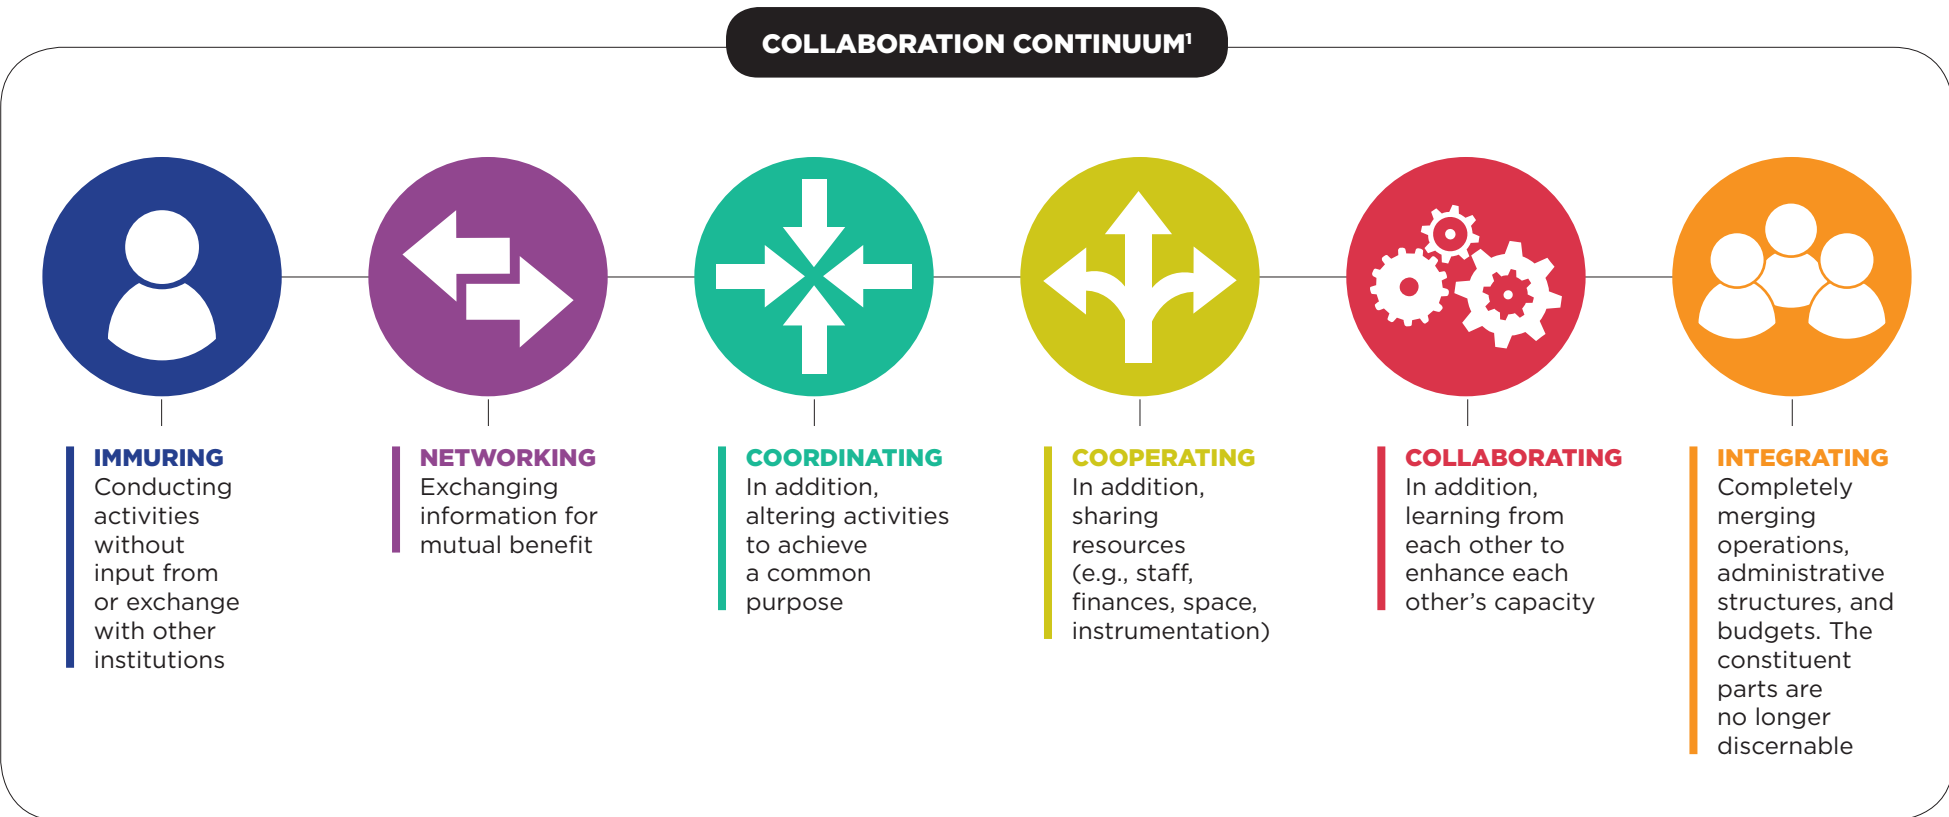 COLLABORATION CONTINUUM¹
IMMURING
Conducting
activities
without
input from
or exchange
with other
institutions
NETWORKING
Exchanging
information for
mutual benefit
COORDINATING
In addition,
altering activities
to achieve
a common
purpose
COOPERATING
In addition,
sharing
resources
(e.g., staff,
finances, space,
instrumentation)
COLLABORATING
In addition,
learning from
each other to
enhance each
other’s capacity
INTEGRATING
Completely
merging
operations,
administrative
structures, and
budgets. The
constituent
parts are
no longer
discernable